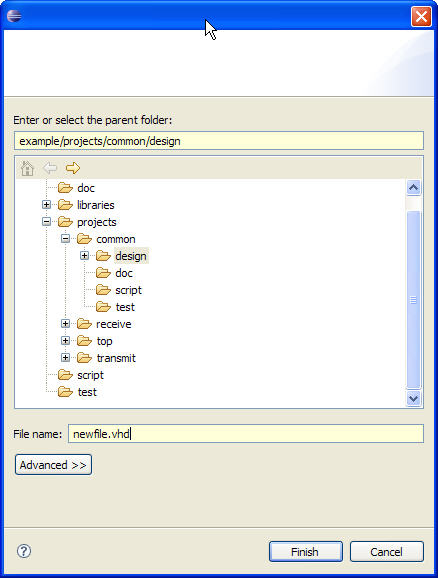 Enter or select the parent folder:
example/projects/common/design
doc
libraries
projects
common
design
doc
script
test
receive
top
transmit
script
test
File name: newfile.vhd
Advanced >>
? Finish Cancel